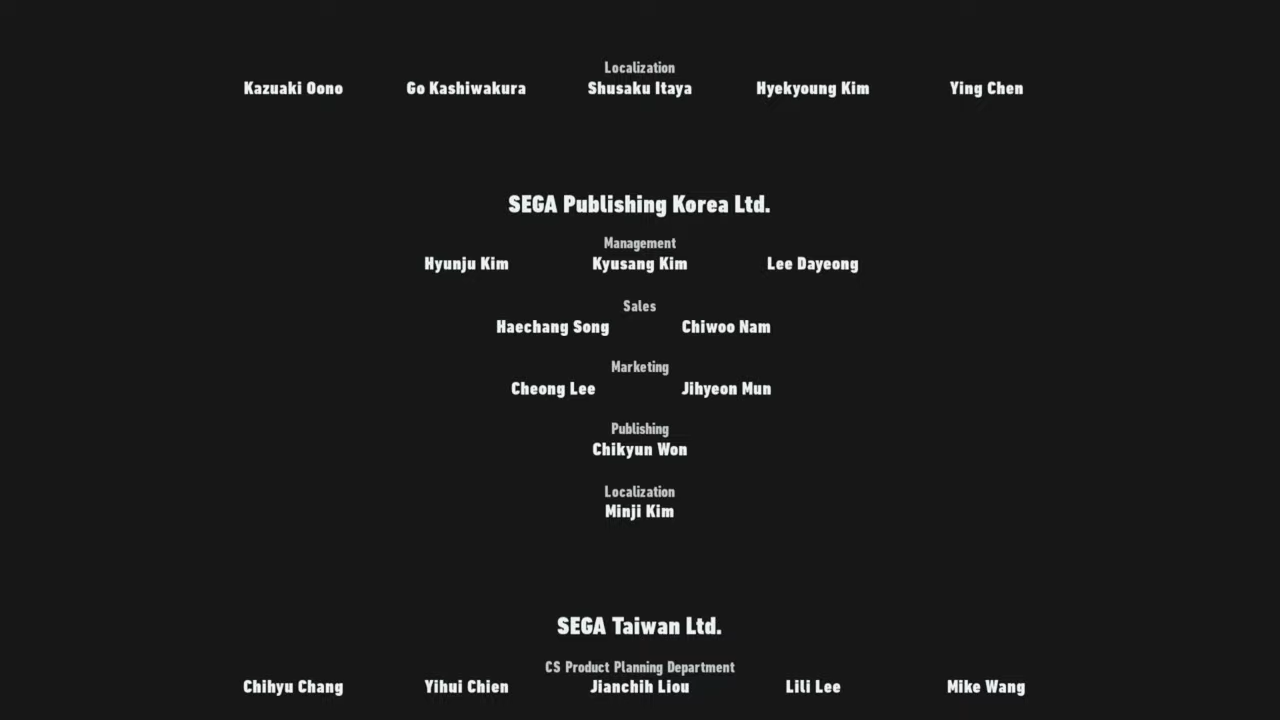 Localization
Kazuaki Oono Go Kashiwakura Shusaku Itaya Hyekyoung Kim Ying Chen
SEGA Publishing Korea Ltd.
Management
Hyunju Kim Kyusang Kim Lee Dayeong
Sales
Haechang Song Chiwoo Nam
Marketing
Cheong Lee Jihyeon Mun
Publishing
Chikyun Won
Localization
Minji Kim
SEGA Taiwan Ltd.
CS Product Planning Department
Chihyu Chang Yihui Chien Jianchih Liou Lili Lee Mike Wang